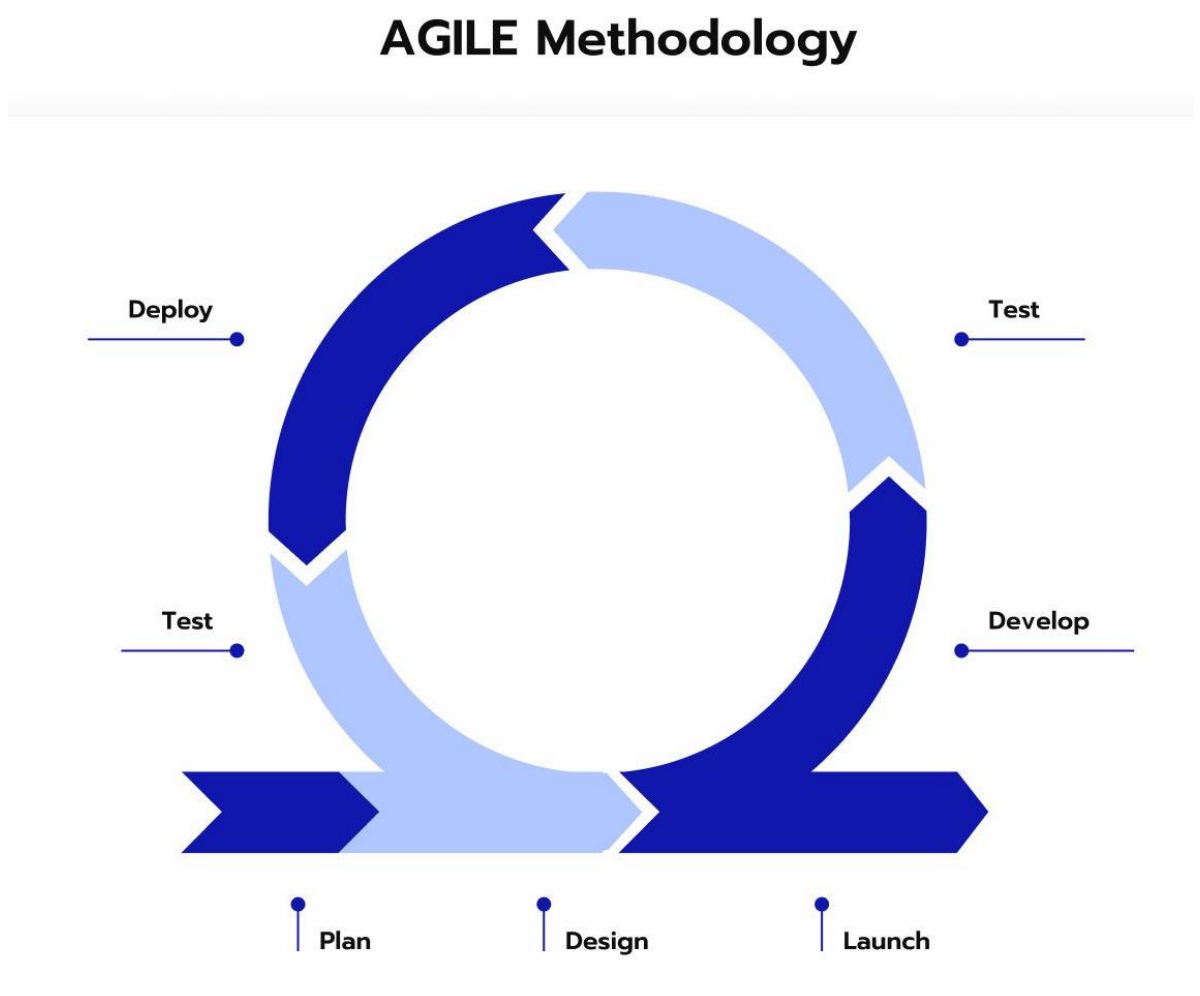 AGILE Methodology
Deploy
Test
Test
Develop
Plan
Design
Launch